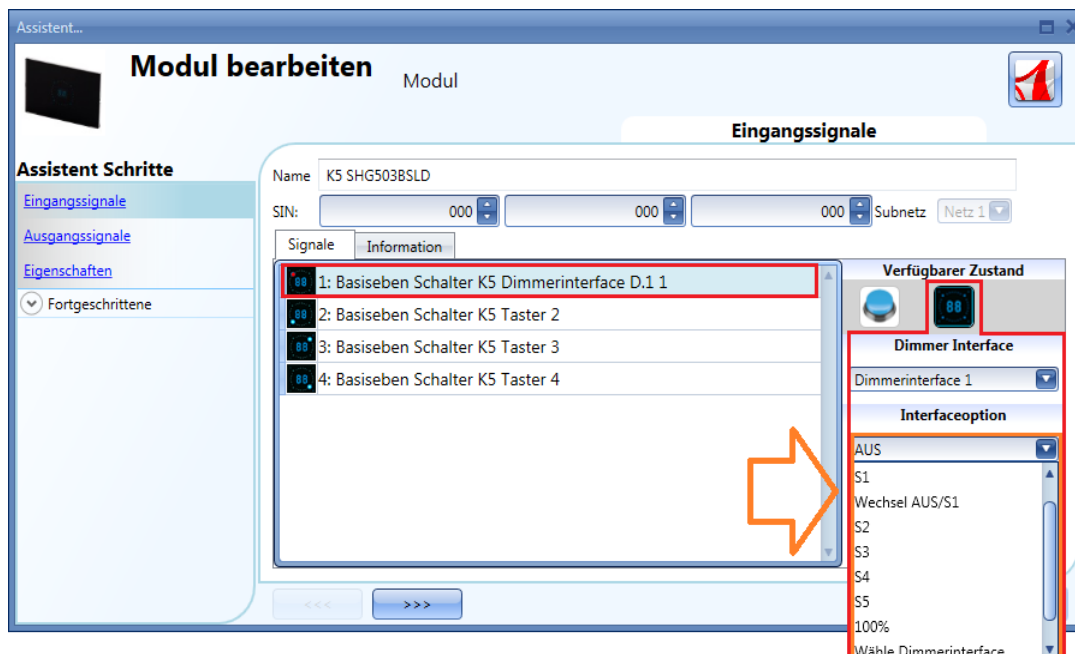 Assistent...
Modul bearbeiten
Modul
Eingangssignale
Assistent Schritte
Eingangssignale
Ausgangssignale
Eigenschaften
Fortgeschrittene
Name K5 SHG503BSLD
SIN: 000 000 000 Subnetz Netz 1
Signale Information
1: Basiseben Schalter K5 Dimmerinterface D.1 1
2: Basiseben Schalter K5 Taster 2
3: Basiseben Schalter K5 Taster 3
4: Basiseben Schalter K5 Taster 4
Verfügbarer Zustand
88
Dimmer Interface
Dimmerinterface 1
Interfaceoption
AUS
S1
Wechsel AUS/S1
S2
S3
S4
S5
100%
Wähle Dimmerinterface
<<< >>>